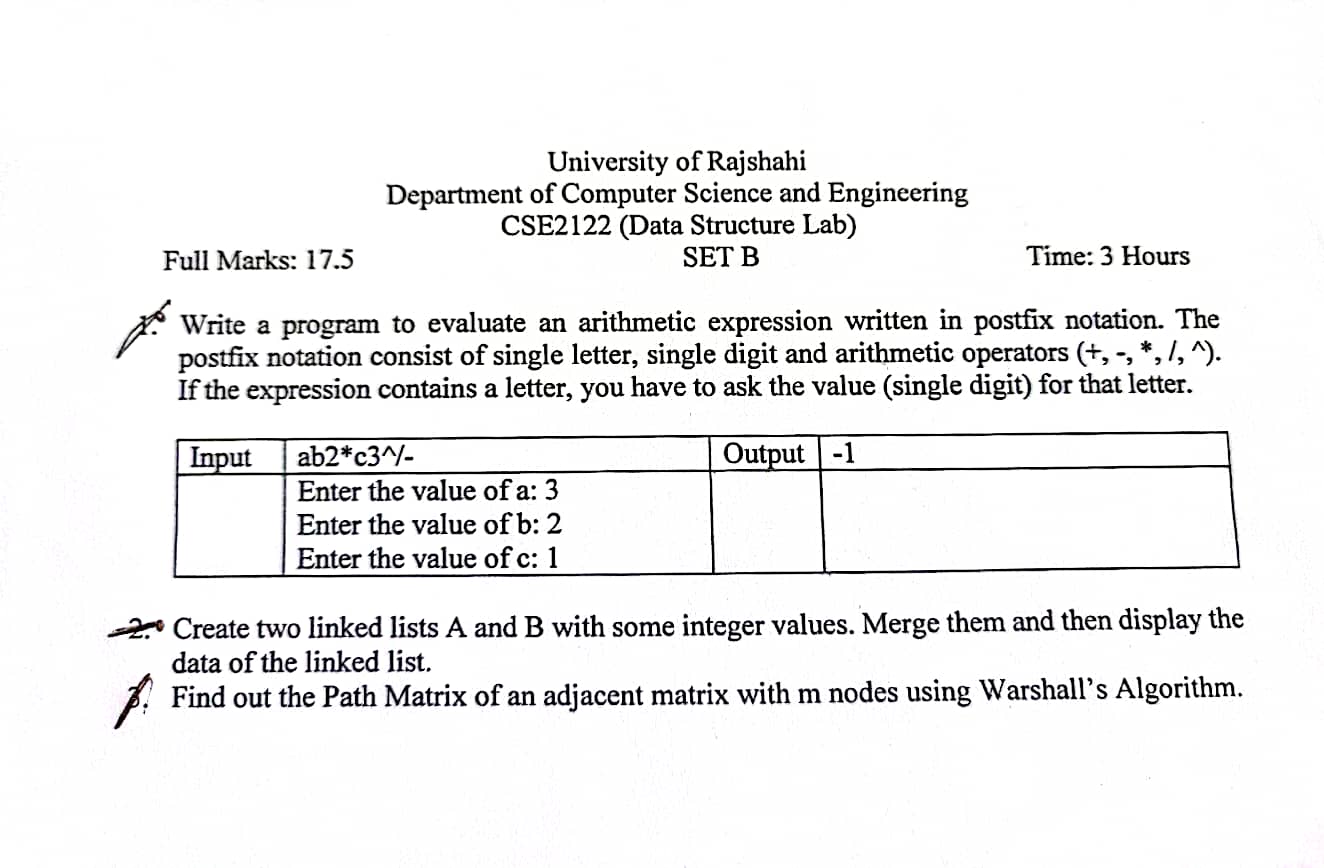 University of Rajshahi
Department of Computer Science and Engineering
CSE2122 (Data Structure Lab)
Full Marks: 17.5 SET B Time: 3 Hours
1. Write a program to evaluate an arithmetic expression written in postfix notation. The
postfix notation consist of single letter, single digit and arithmetic operators (+, -, *, /, ^).
If the expression contains a letter, you have to ask the value (single digit) for that letter.
Input ab2*c3^/- Output -1
Enter the value of a: 3
Enter the value of b: 2
Enter the value of c: 1
2. Create two linked lists A and B with some integer values. Merge them and then display the
data of the linked list.
3. Find out the Path Matrix of an adjacent matrix with m nodes using Warshall's Algorithm.